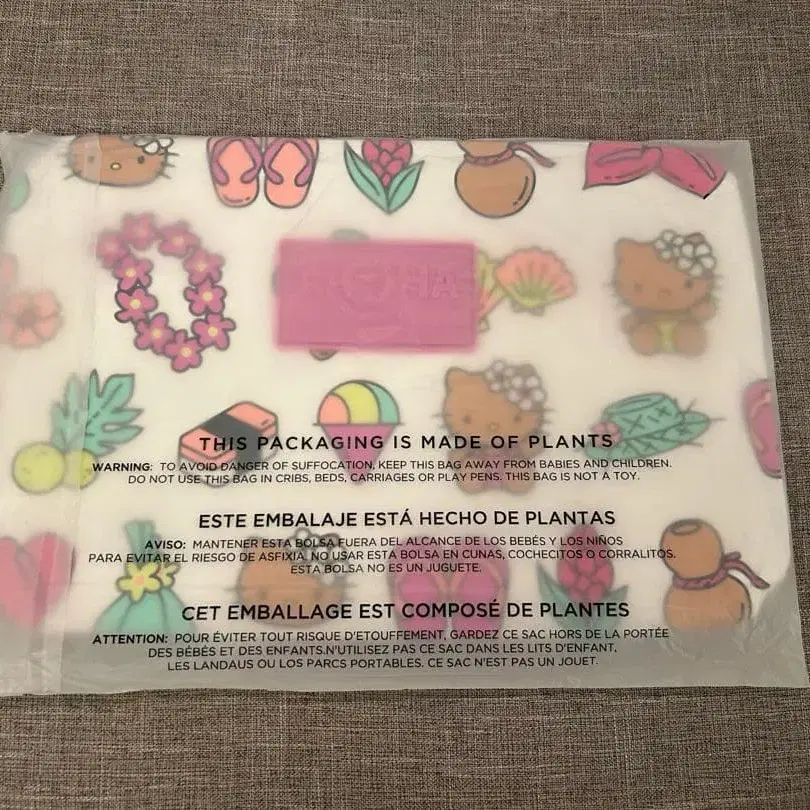 THIS PACKAGING IS MADE OF PLANTS
WARNING: TO AVOID DANGER OF SUFFOCATION, KEEP THIS BAG AWAY FROM BABIES AND CHILDREN.
DO NOT USE THIS BAG IN CRIBS, BEDS, CARRIAGES OR PLAY PENS. THIS BAG IS NOT A TOY.
ESTE EMBALAJE ESTÁ HECHO DE PLANTAS
AVISO: MANTENER ESTA BOLSA FUERA DEL ALCANCE DE LOS BEBÉS Y LOS NIÑOS
PARA EVITAR EL RIESGO DE ASFIXIA. NO USAR ESTA BOLSA EN CUNAS, COCHECITOS O CORRALITOS.
ESTA BOLSA NO ES UN JUGUETE.
CET EMBALLAGE EST COMPOSÉ DE PLANTES
ATTENTION: POUR ÉVITER TOUT RISQUE D'ETOUFFEMENT, GARDEZ CE SAC HORS DE LA PORTÉE
DES BÉBÉS ET DES ENFANTS.N'UTILISEZ PAS CE SAC DANS LES LITS D'ENFANT,
LES LANDAUS OU LOS PARCS PORTABLES. CE SAC N'EST PAS UN JOUET.